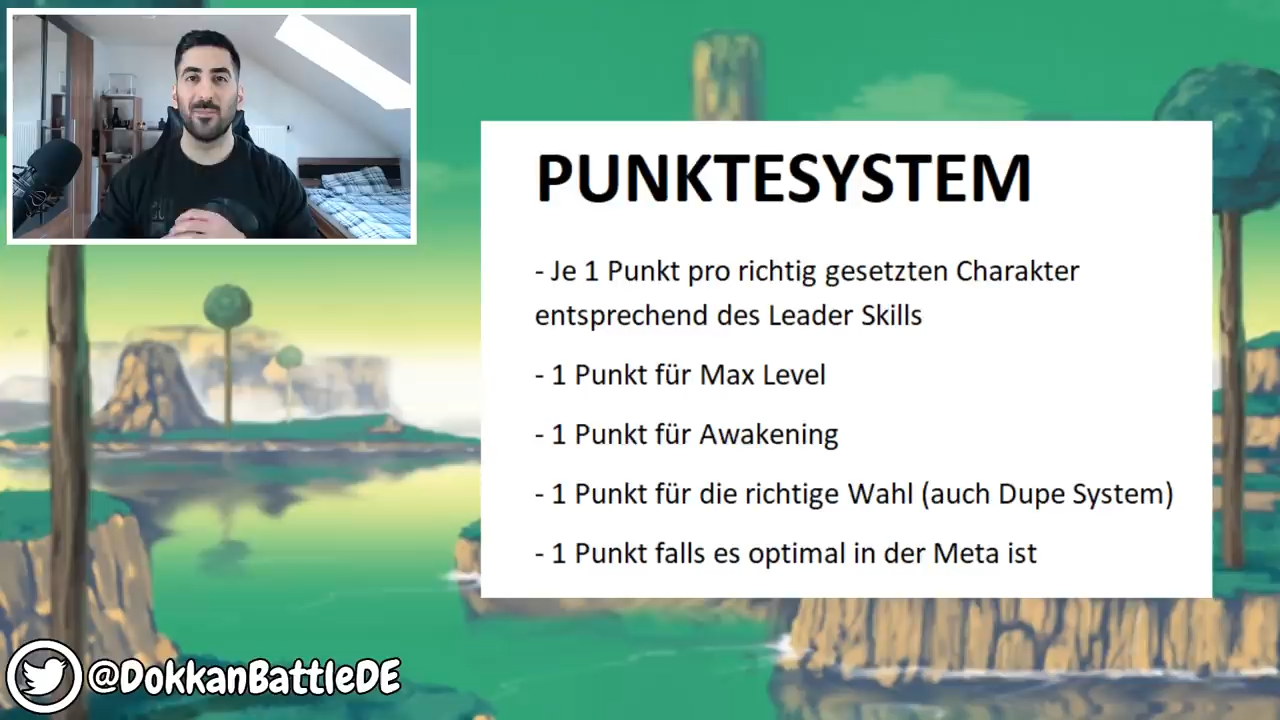 PUNKTESYSTEM
- Je 1 Punkt pro richtig gesetzten Charakter
entsprechend des Leader Skills
- 1 Punkt für Max Level
- 1 Punkt für Awakening
- 1 Punkt für die richtige Wahl (auch Dupe System)
- 1 Punkt falls es optimal in der Meta ist
@DokkanBattleDE